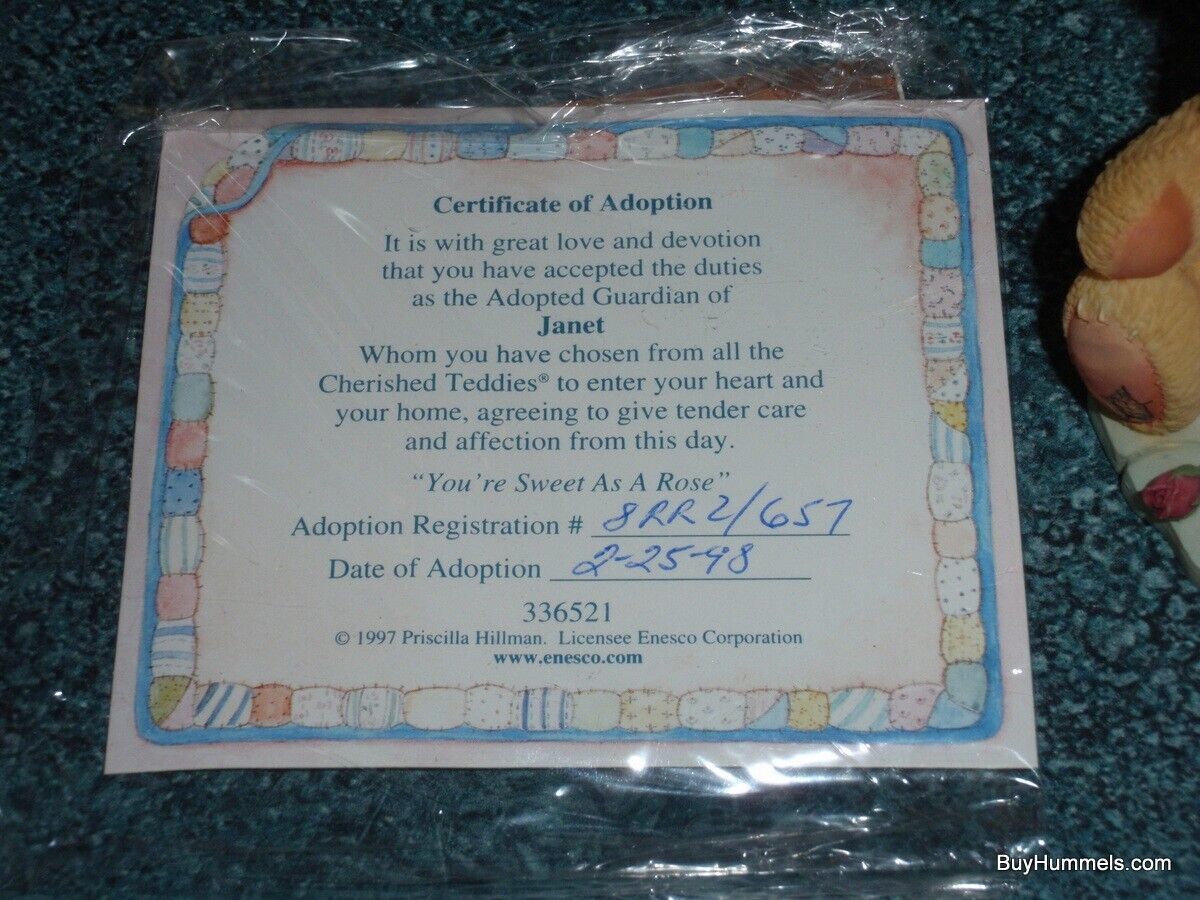 Certificate of Adoption
It is with great love and devotion
that you have accepted the duties
as the Adopted Guardian of
Janet
Whom you have chosen from all the
Cherished Teddies® to enter your heart and
your home, agreeing to give tender care
and affection from this day.
"You're Sweet As A Rose"
Adoption Registration # 8RR2/657
Date of Adoption 2-25-98
336521
© 1997 Priscilla Hillman. Licensee Enesco Corporation
www.enesco.com
BuyHummels.com